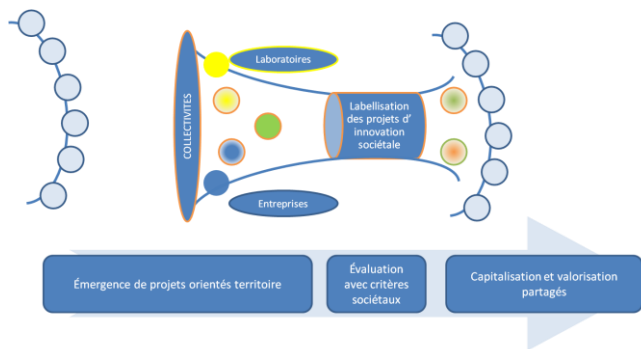 Laboratoires
COLLECTIVITES
Labellisation
des projets d'
innovation
sociétale
Entreprises
Émergence de projets orientés territoire
Évaluation
avec critères
sociétaux
Capitalisation et valorisation
partagés